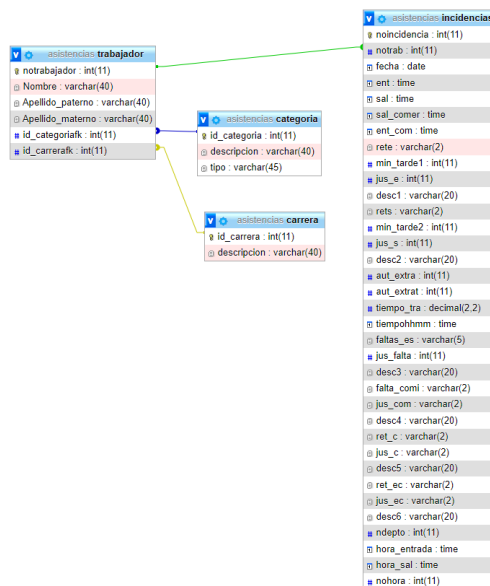 asistencias trabajador
notrabajador : int(11)
Nombre : varchar(40)
Apellido_paterno : varchar(40)
Apellido_materno : varchar(40)
id_categoriafk : int(11)
id_carrerafk : int(11)
asistencias categoria
id_categoria : int(11)
descripcion : varchar(40)
tipo : varchar(45)
asistencias carrera
id_carrera : int(11)
descripcion : varchar(40)
asistencias incidencias
noincidencia : int(11)
notrab : int(11)
fecha : date
ent : time
sal : time
sal_comer : time
ent_com : time
rete : varchar(2)
min_tarde1 : int(11)
jus_e : int(11)
desc1 : varchar(20)
rets : varchar(2)
min_tarde2 : int(11)
jus_s : int(11)
desc2 : varchar(20)
aut_extra : int(11)
aut_extrat : int(11)
tiempo_tra : decimal(2,2)
tiempohhmm : time
faltas_es : varchar(5)
jus_falta : int(11)
desc3 : varchar(20)
falta_comi : varchar(2)
jus_com : varchar(2)
desc4 : varchar(20)
ret_c : varchar(2)
jus_c : varchar(2)
desc5 : varchar(20)
ret_ec : varchar(2)
jus_ec : varchar(2)
desc6 : varchar(20)
ndepto : int(11)
hora_entrada : time
hora_sal : time
nohora : int(11)